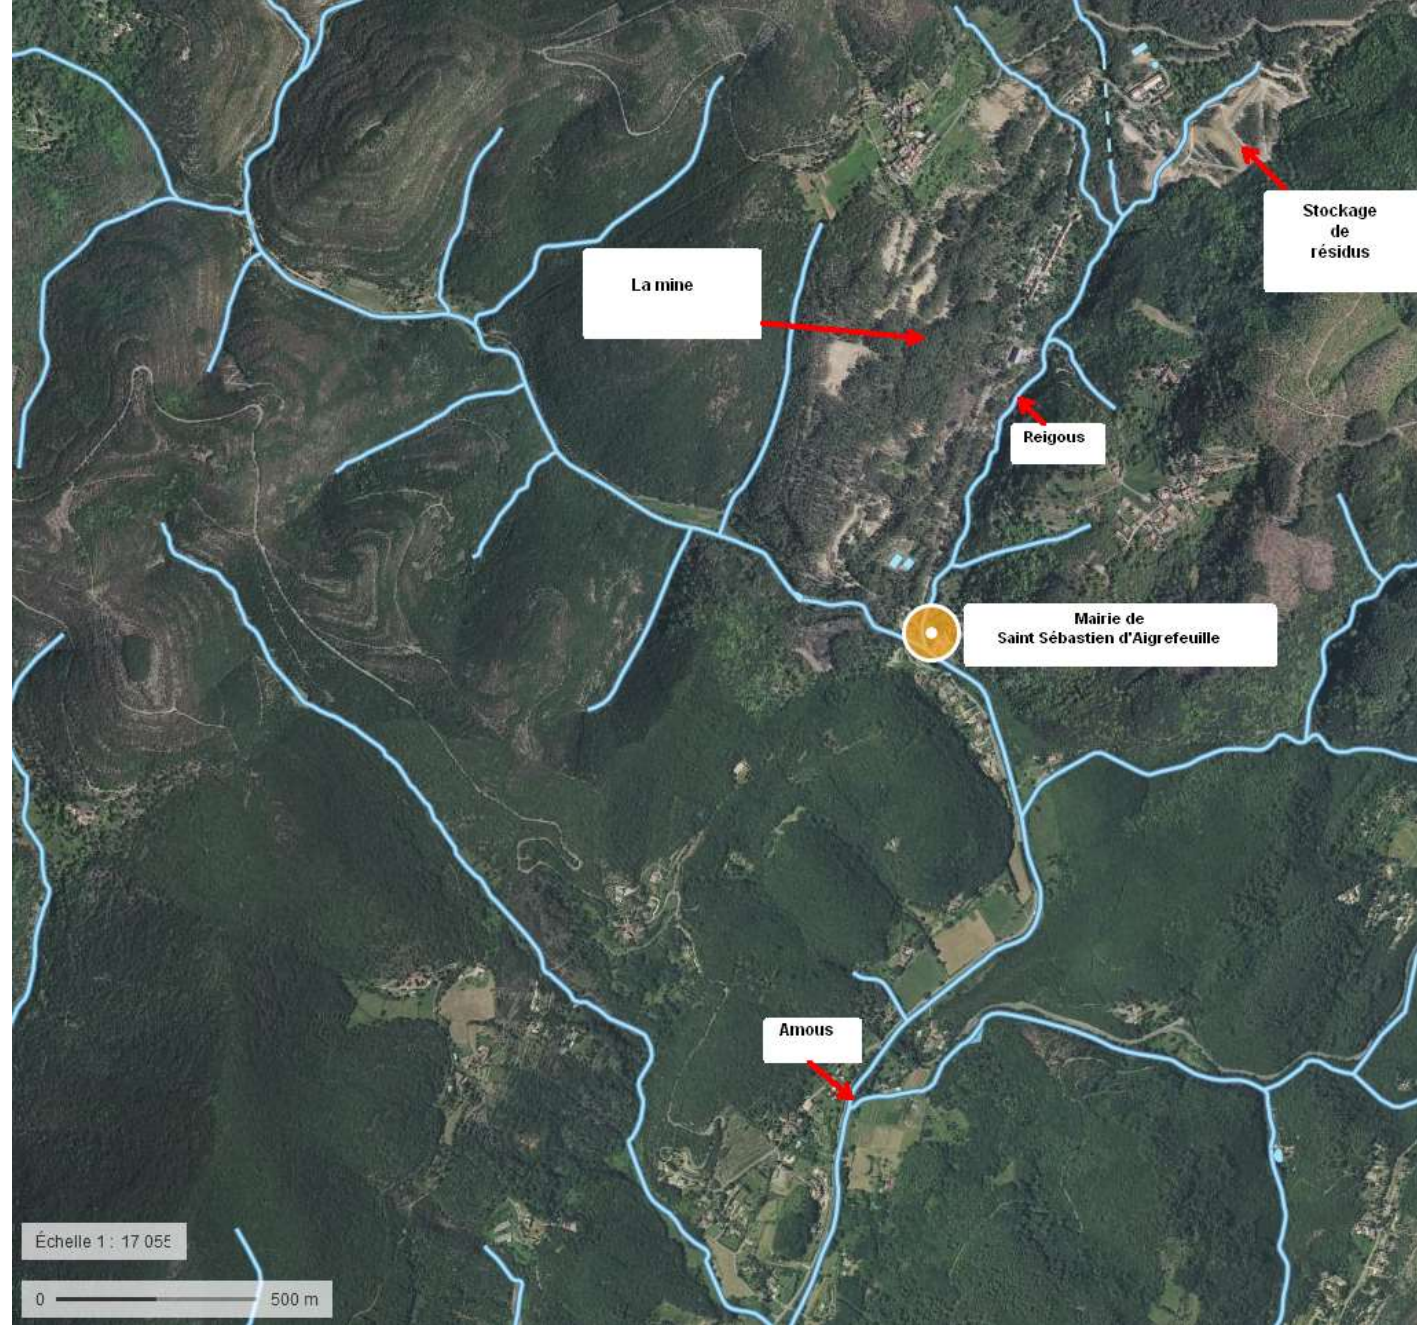 Stockage
de
résidus
La mine
Reigous
Mairie de
Saint Sébastien d'Aigrefeuille
Amous
Échelle 1 : 17 055
0 500 m